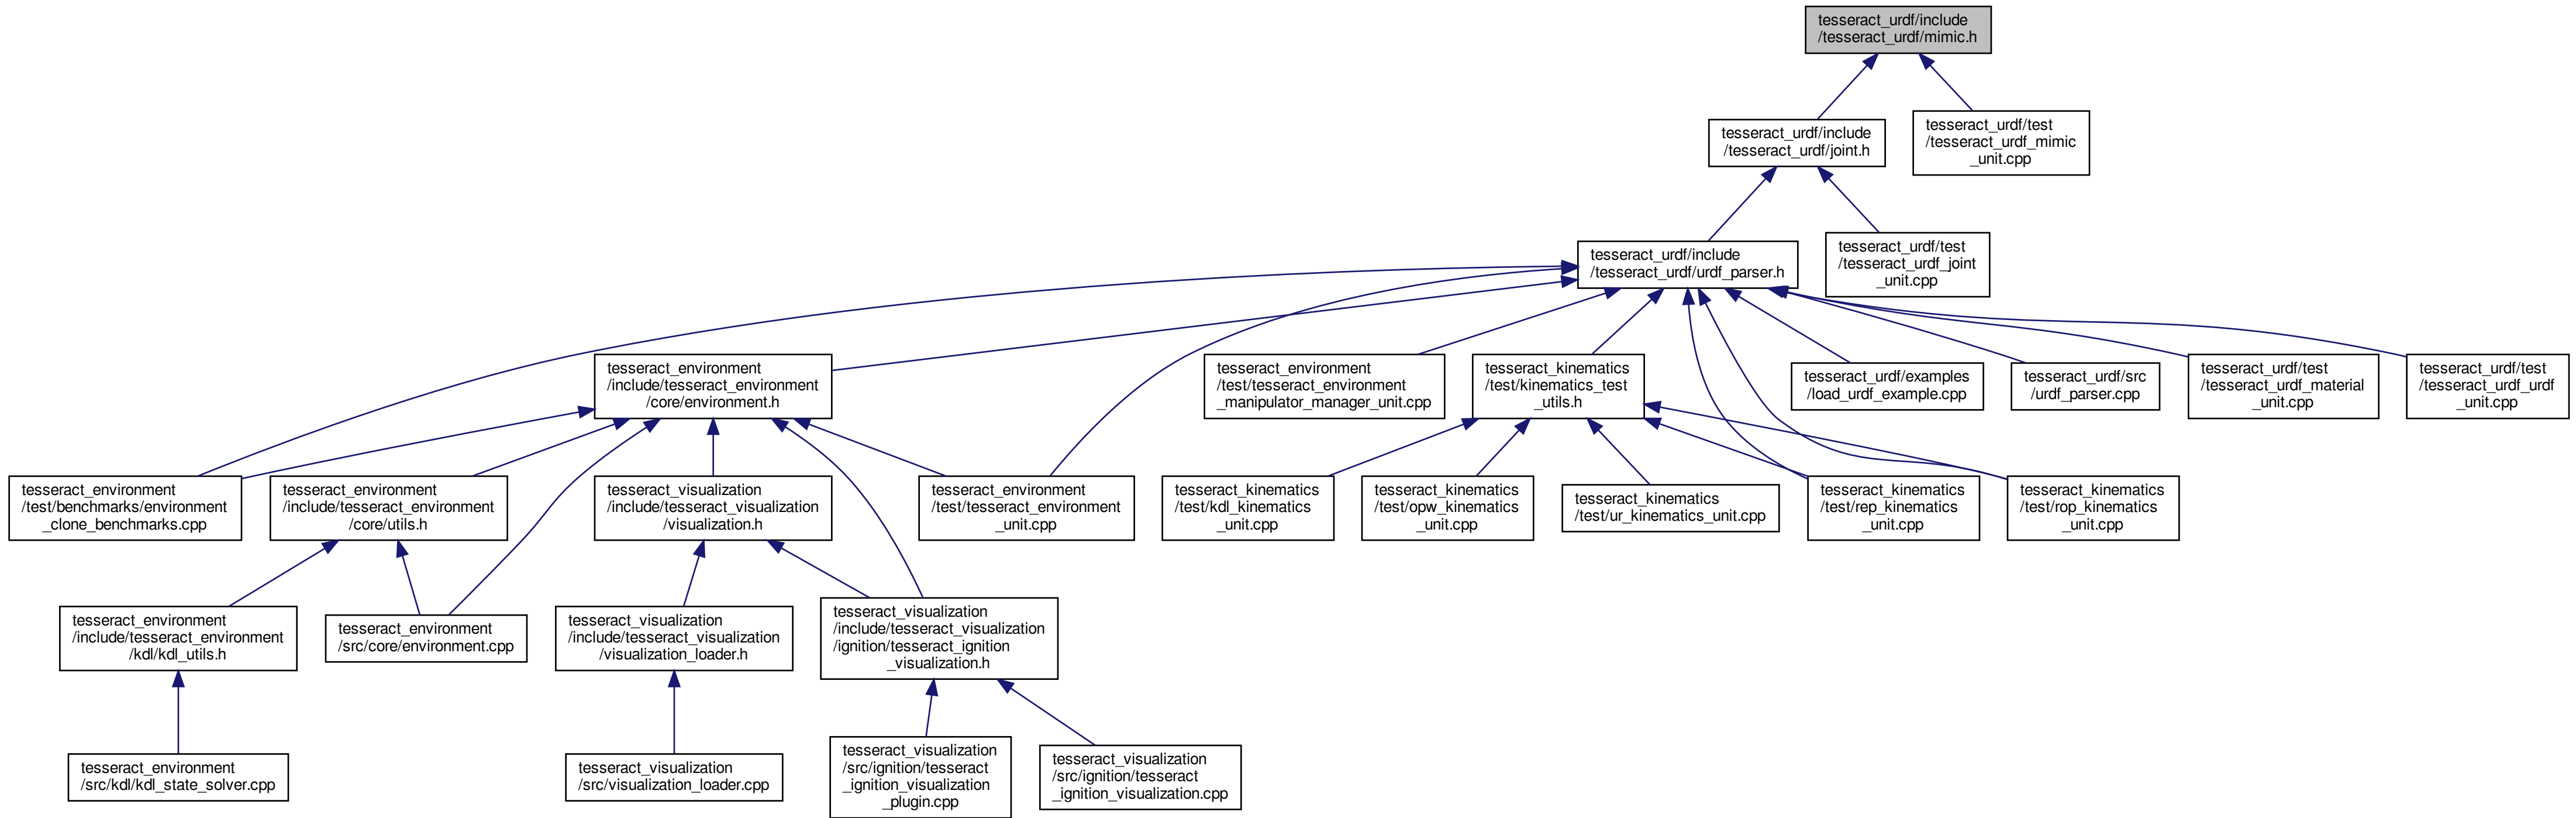 tesseract_urdf/include
/tesseract_urdf/mimic.h
tesseract_urdf/include
/tesseract_urdf/joint.h
tesseract_urdf/test
/tesseract_urdf_mimic
_unit.cpp
tesseract_urdf/include
/tesseract_urdf/urdf_parser.h
tesseract_urdf/test
/tesseract_urdf_joint
_unit.cpp
tesseract_environment
/include/tesseract_environment
/core/environment.h
tesseract_environment
/test/tesseract_environment
_manipulator_manager_unit.cpp
tesseract_kinematics
/test/kinematics_test
_utils.h
tesseract_urdf/examples
/load_urdf_example.cpp
tesseract_urdf/src
/urdf_parser.cpp
tesseract_urdf/test
/tesseract_urdf_material
_unit.cpp
tesseract_urdf/test
/tesseract_urdf_urdf
_unit.cpp
tesseract_environment
/test/benchmarks/environment
_clone_benchmarks.cpp
tesseract_environment
/include/tesseract_environment
/core/utils.h
tesseract_visualization
/include/tesseract_visualization
/visualization.h
tesseract_environment
/test/tesseract_environment
_unit.cpp
tesseract_kinematics
/test/kdl_kinematics
_unit.cpp
tesseract_kinematics
/test/opw_kinematics
_unit.cpp
tesseract_kinematics
/test/ur_kinematics_unit.cpp
tesseract_kinematics
/test/rep_kinematics
_unit.cpp
tesseract_kinematics
/test/rop_kinematics
_unit.cpp
tesseract_environment
/include/tesseract_environment
/kdl/kdl_utils.h
tesseract_environment
/src/core/environment.cpp
tesseract_visualization
/include/tesseract_visualization
/visualization_loader.h
tesseract_visualization
/include/tesseract_visualization
/ignition/tesseract_ignition
_visualization.h
tesseract_environment
/src/kdl/kdl_state_solver.cpp
tesseract_visualization
/src/visualization_loader.cpp
tesseract_visualization
/src/ignition/tesseract
_ignition_visualization
_plugin.cpp
tesseract_visualization
/src/ignition/tesseract
_ignition_visualization.cpp